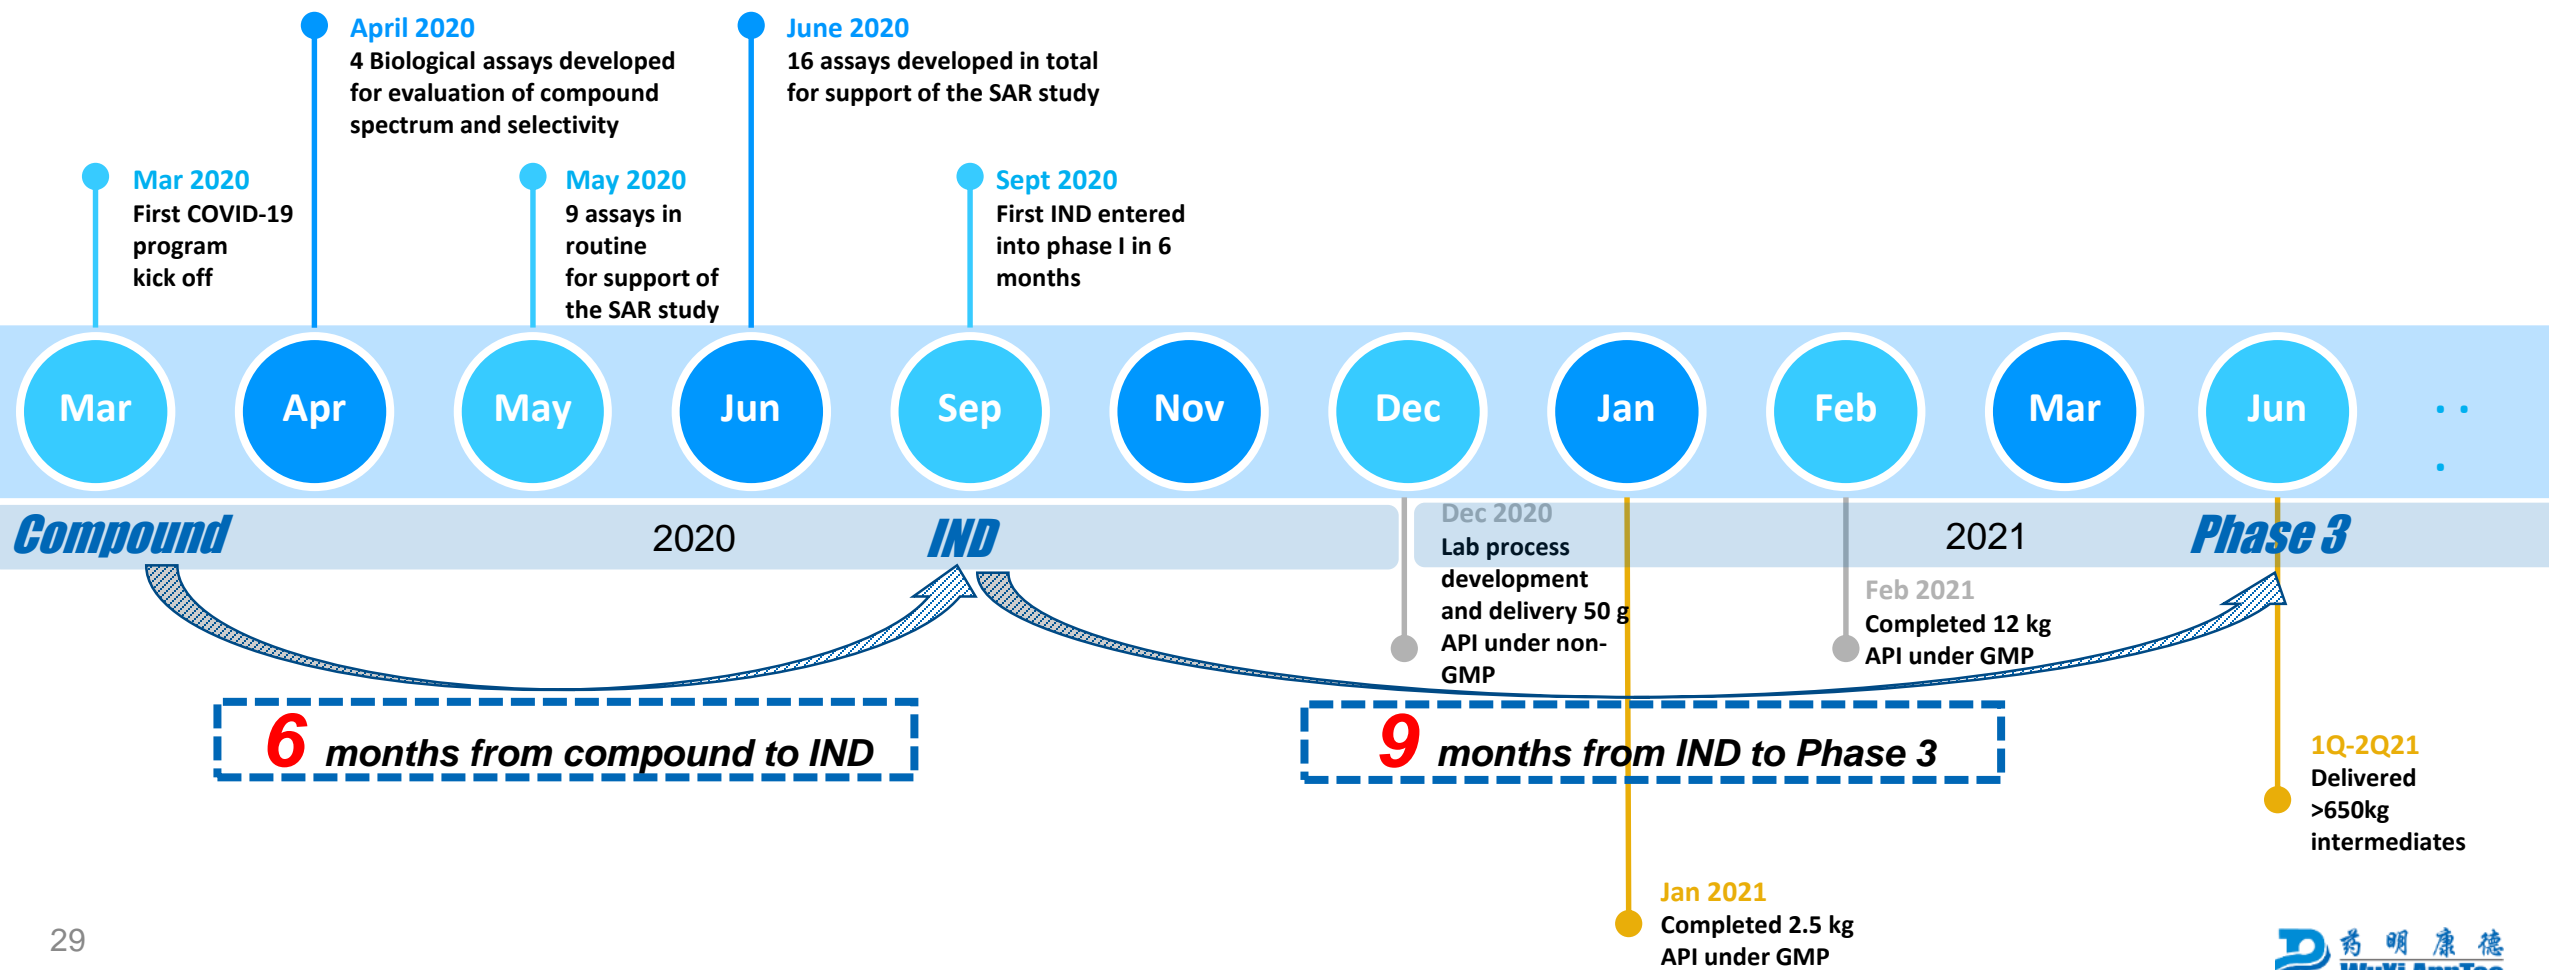 April 2020
4 Biological assays developed
for evaluation of compound
spectrum and selectivity
June 2020
16 assays developed in total
for support of the SAR study
Mar 2020
First COVID-19
program
kick off
May 2020
9 assays in
routine
for support of
the SAR study
Sept 2020
First IND entered
into phase I in 6
months
Mar
Apr
May
Jun
Sep
Nov
Dec
Jan
Feb
Mar
Jun
. .
.
Compound
2020
IND
2021
Phase 3
Dec 2020
Lab process
development
and delivery 50 g
API under non-
GMP
Feb 2021
Completed 12 kg
API under GMP
6 months from compound to IND
9 months from IND to Phase 3
1Q-2Q21
Delivered
>650kg
intermediates
Jan 2021
Completed 2.5 kg
API under GMP
29
药明康德
WuXi AppTec